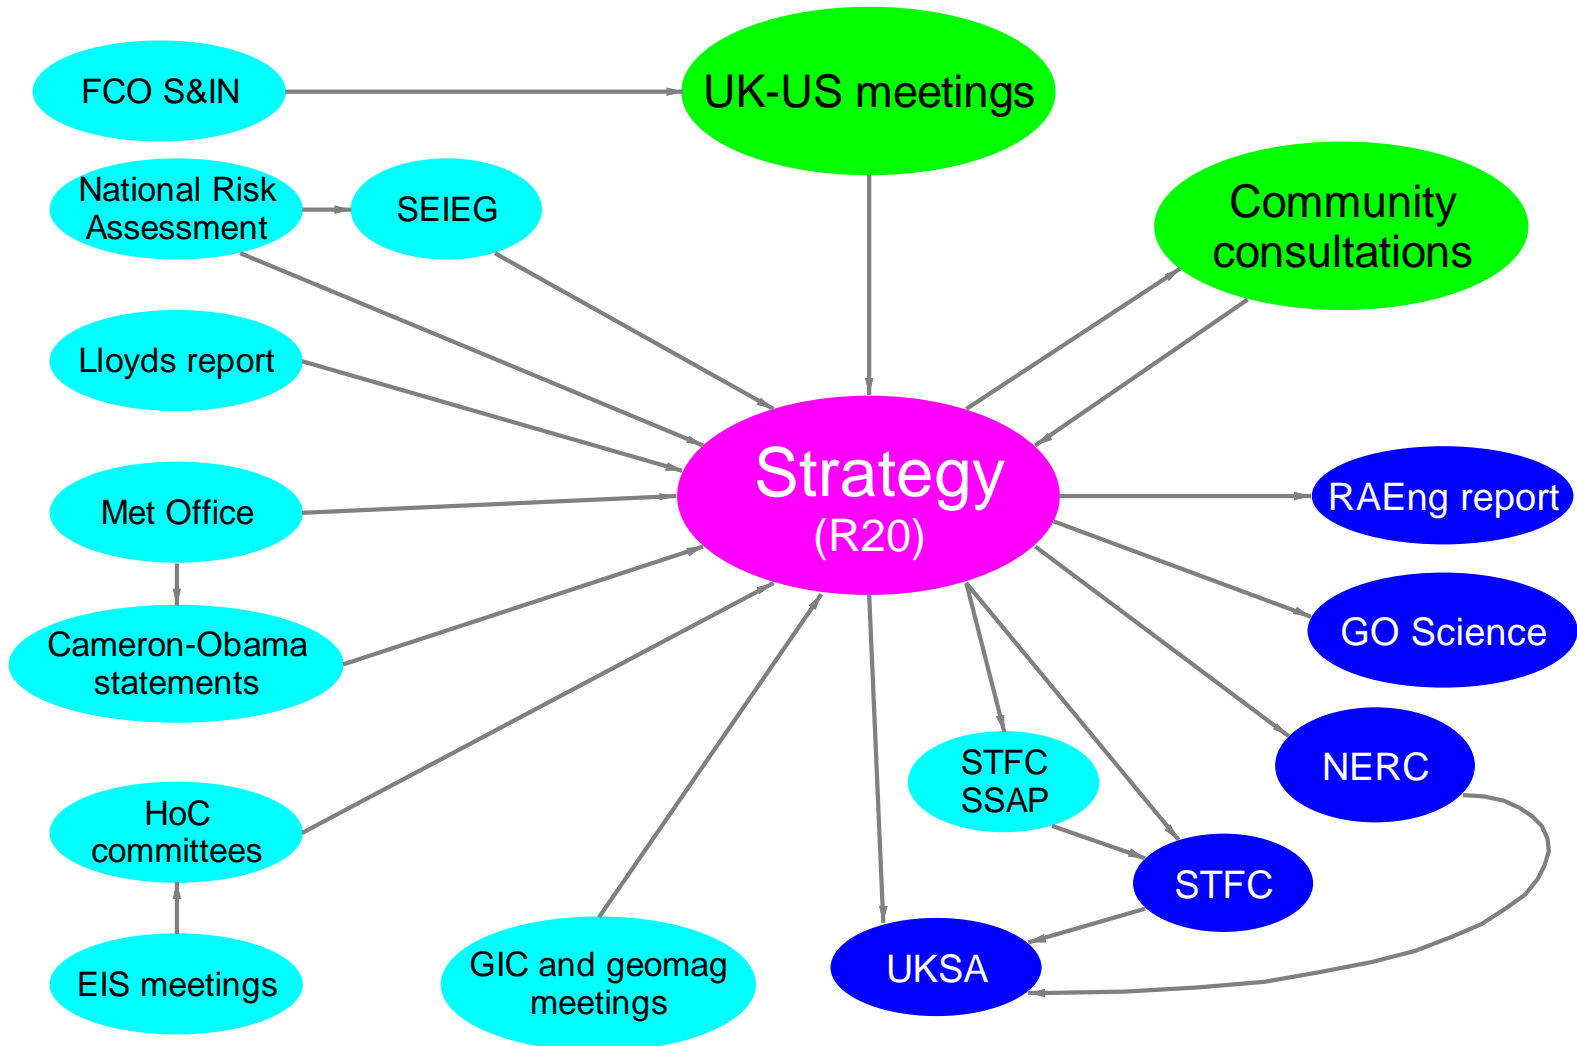 FCO S&IN
UK-US meetings
National Risk
Assessment
SEIEG
Community
consultations
Lloyds report
Strategy
(R20)
RAEng report
Met Office
GO Science
Cameron-Obama
statements
NERC
STFC
SSAP
HoC
committees
STFC
GIC and geomag
meetings
UKSA
EIS meetings